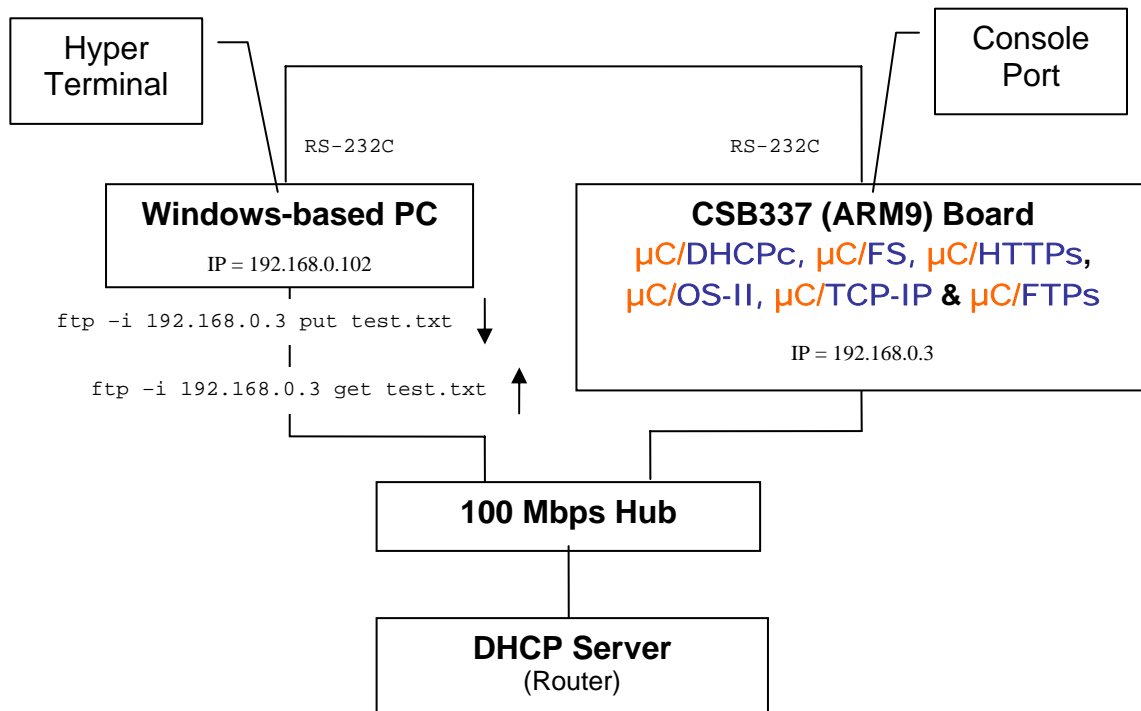 Hyper
Terminal
Console
Port
RS-232C
RS-232C
Windows-based PC
IP = 192.168.0.102
CSB337 (ARM9) Board
µC/DHCPc, µC/FS, µC/HTTPs,
µC/OS-II, µC/TCP-IP & µC/FTPs
IP = 192.168.0.3
ftp –i 192.168.0.3 put test.txt
ftp –i 192.168.0.3 get test.txt
100 Mbps Hub
DHCP Server
(Router)